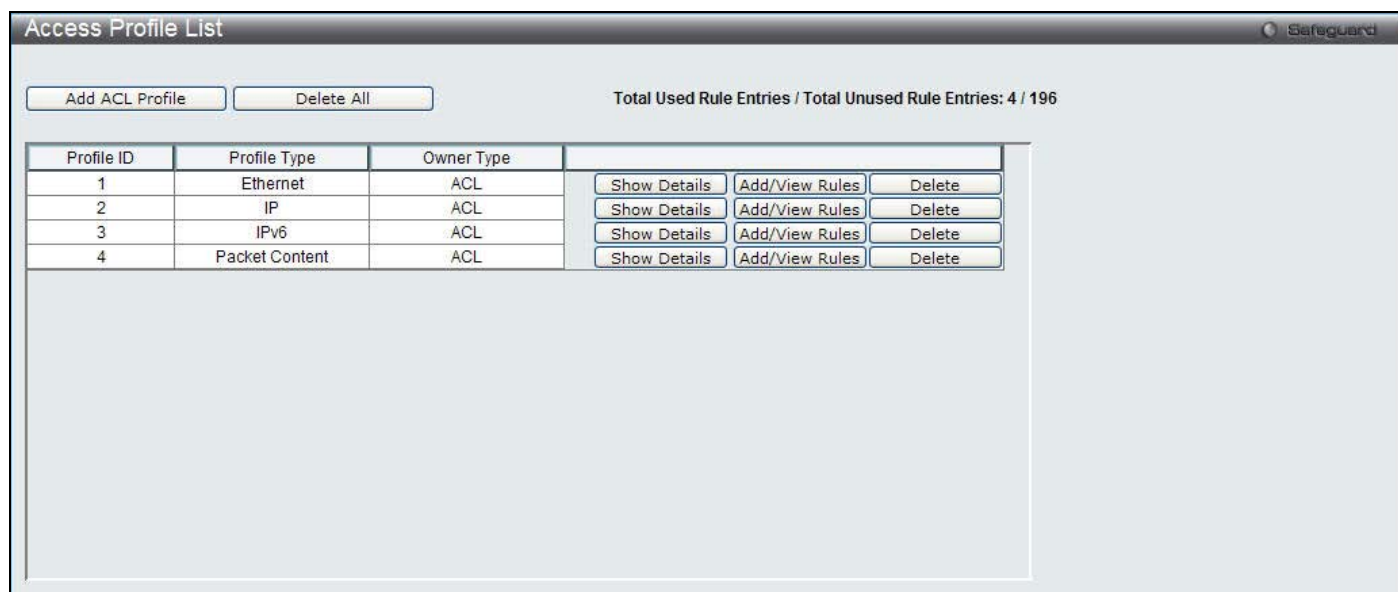 Access Profile List
Safeguard
Add ACL Profile Delete All Total Used Rule Entries / Total Unused Rule Entries: 4 / 196
Profile ID Profile Type Owner Type
1 Ethernet ACL Show Details Add/View Rules Delete
2 IP ACL Show Details Add/View Rules Delete
3 IPv6 ACL Show Details Add/View Rules Delete
4 Packet Content ACL Show Details Add/View Rules Delete